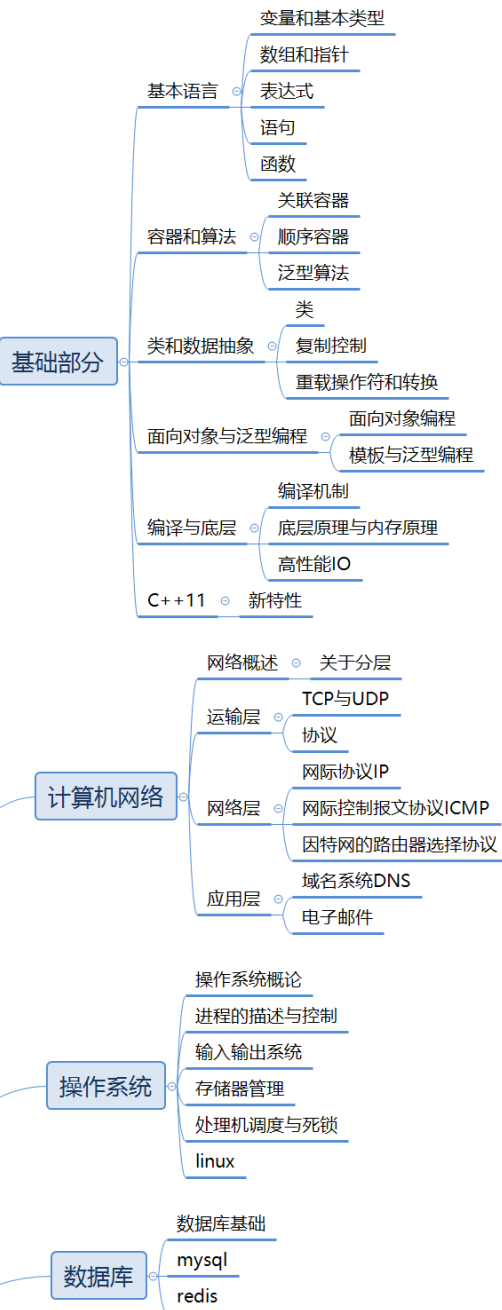 基础部分
基本语言
变量和基本类型
数组和指针
表达式
语句
函数
容器和算法
关联容器
顺序容器
泛型算法
类和数据抽象
类
复制控制
重载操作符和转换
面向对象与泛型编程
面向对象编程
模板与泛型编程
编译与底层
编译机制
底层原理与内存原理
高性能IO
C++11
新特性
计算机网络
网络概述
关于分层
运输层
TCP与UDP
协议
网络层
网际协议IP
网际控制报文协议ICMP
因特网的路由器选择协议
应用层
域名系统DNS
电子邮件
操作系统
操作系统概论
进程的描述与控制
输入输出系统
存储器管理
处理机调度与死锁
linux
数据库
数据库基础
mysql
redis